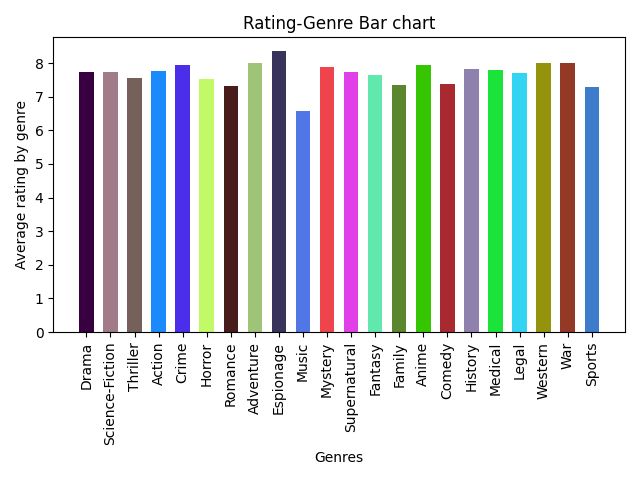 Rating-Genre Bar chart
Average rating by genre
8
7
6
5
4
3
2
1
0
Drama
Science-Fiction
Thriller
Action
Crime
Horror
Romance
Adventure
Espionage
Music
Mystery
Supernatural
Fantasy
Family
Anime
Comedy
History
Medical
Legal
Western
War
Sports
Genres